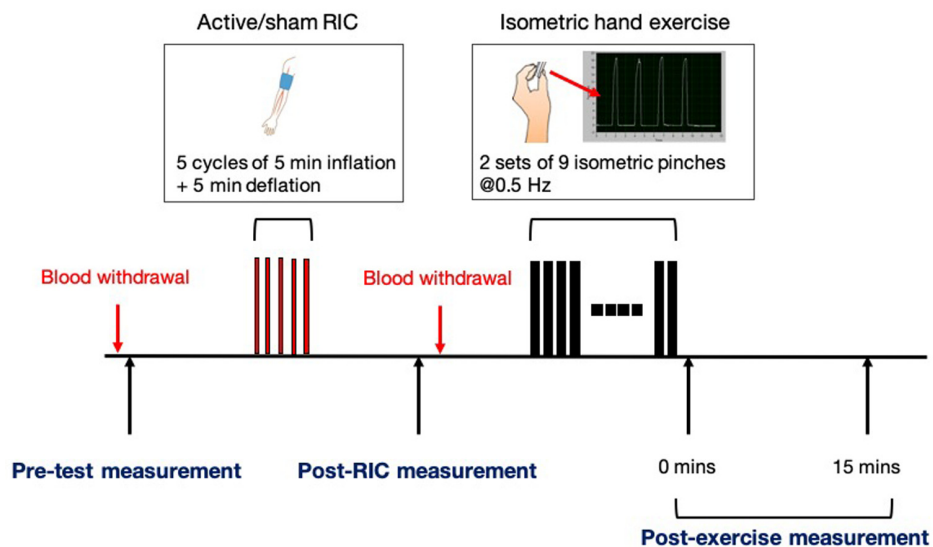 Active/sham RIC
Isometric hand exercise
5 cycles of 5 min inflation
+ 5 min deflation
2 sets of 9 isometric pinches
@0.5 Hz
Blood withdrawal
Blood withdrawal
Pre-test measurement
Post-RIC measurement
0 mins
15 mins
Post-exercise measurement